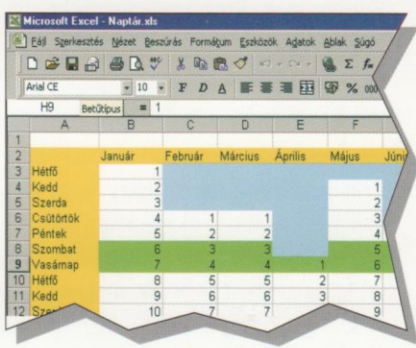 Microsoft Excel - Naptár.xls
Fájl Szerkesztés Nézet Beszúrás Formátum Eszközök Adatok Ablak Súgó
Arial CE 10 F D A
H9 Betűtípus = 1
A B C D E F
1
2 Január Február Március Április Május
3 Hétfő 1
4 Kedd 2 1
5 Szerda 3 2
6 Csütörtök 4 1 1 3
7 Péntek 5 2 2 4
8 Szombat 6 3 3 5
9 Vasárnap 7 4 4 1 6
10 Hétfő 8 5 5 2 7
11 Kedd 9 6 6 3 8
12 10 7 7 9